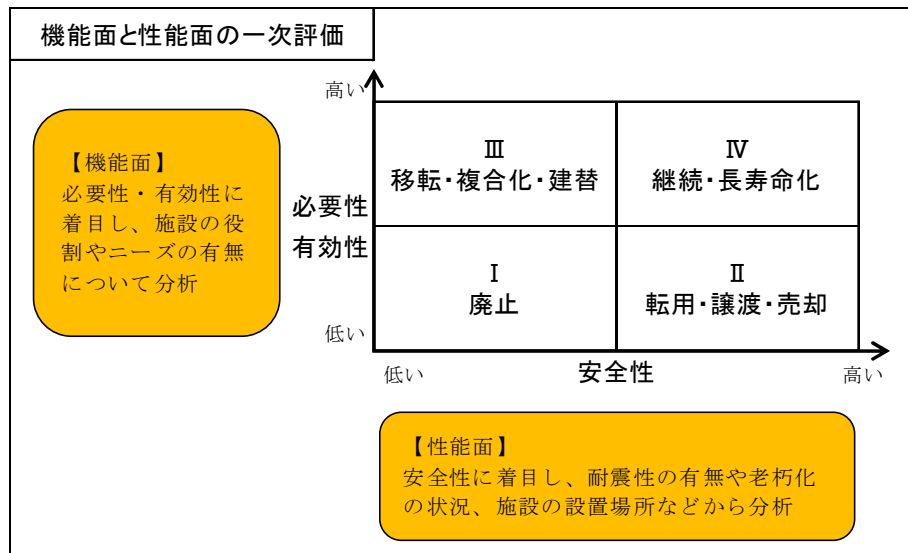 機能面と性能面の一次評価
高い
【機能面】
必要性・有効性に
着目し、施設の役
割やニーズの有無
について分析
必要性
有効性
Ⅲ
移転・複合化・建替
Ⅳ
継続・長寿命化
Ⅰ
廃止
Ⅱ
転用・譲渡・売却
低い
低い
安全性
高い
【性能面】
安全性に着目し、耐震性の有無や老朽化
の状況、施設の設置場所などから分析